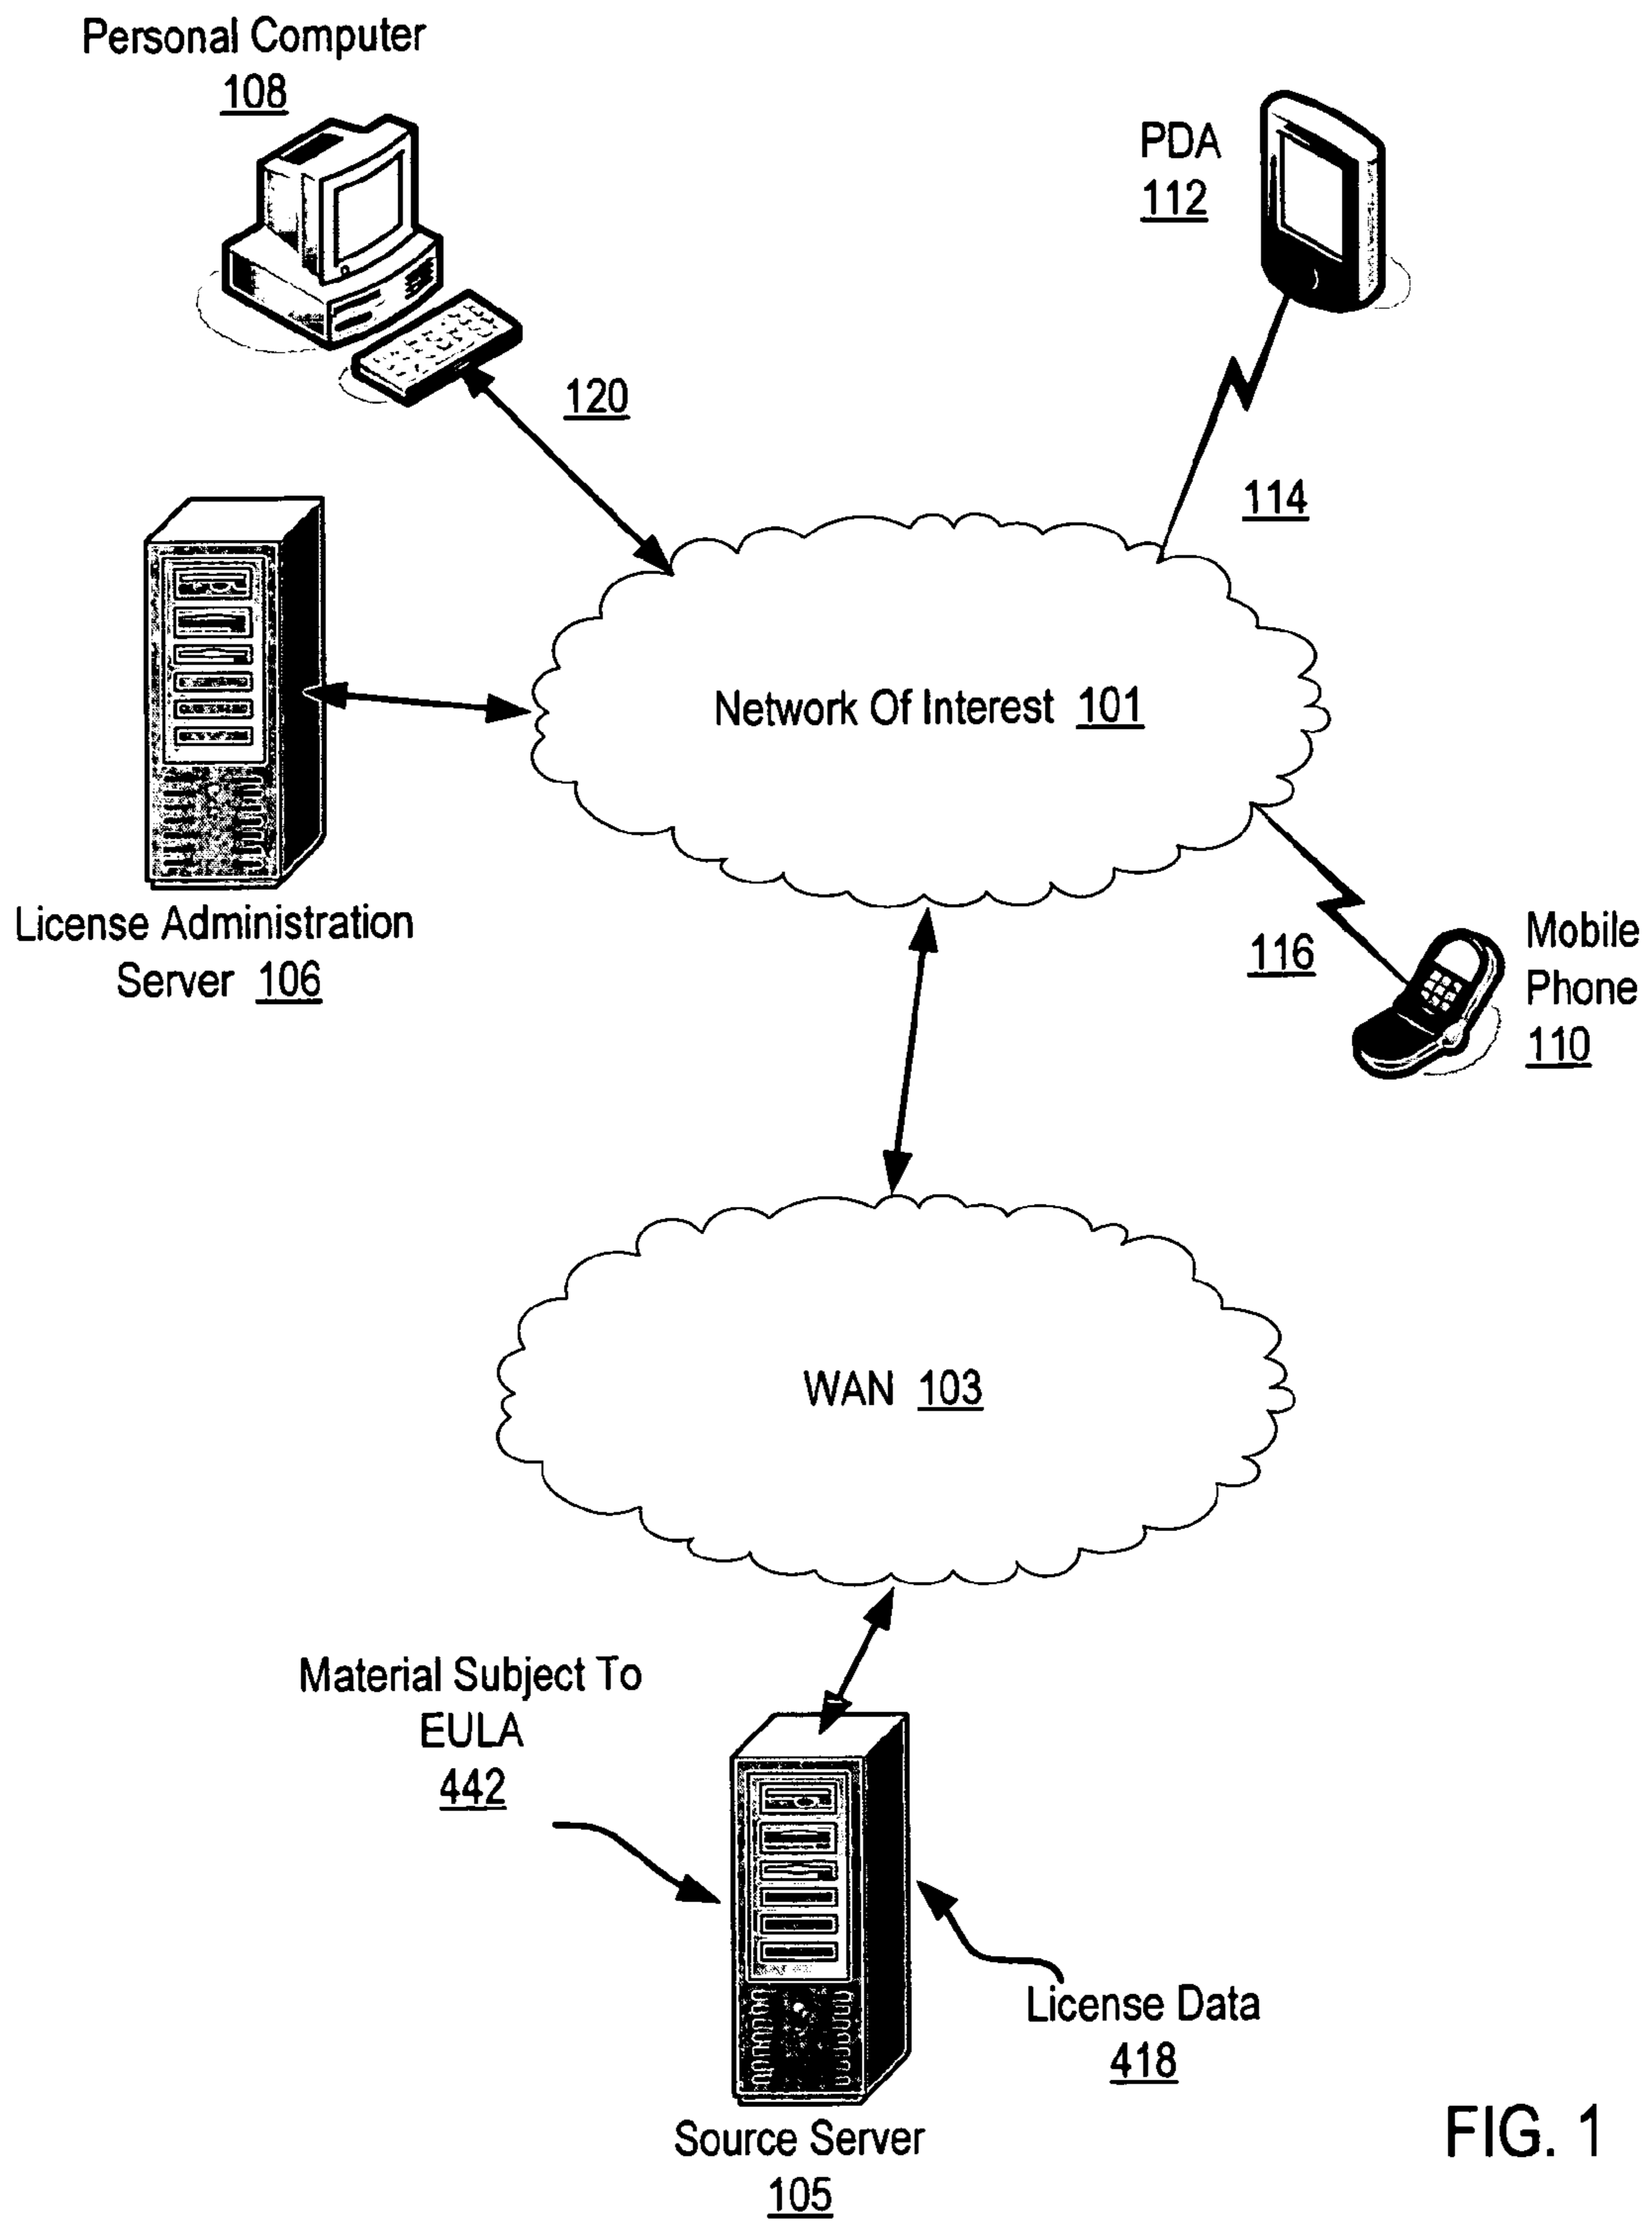 Personal Computer
108
PDA
112
120
114
Network Of Interest 101
License Administration
Server 106
116
Mobile
Phone
110
WAN 103
Material Subject To
EULA
442
License Data
418
Source Server
105
FIG. 1